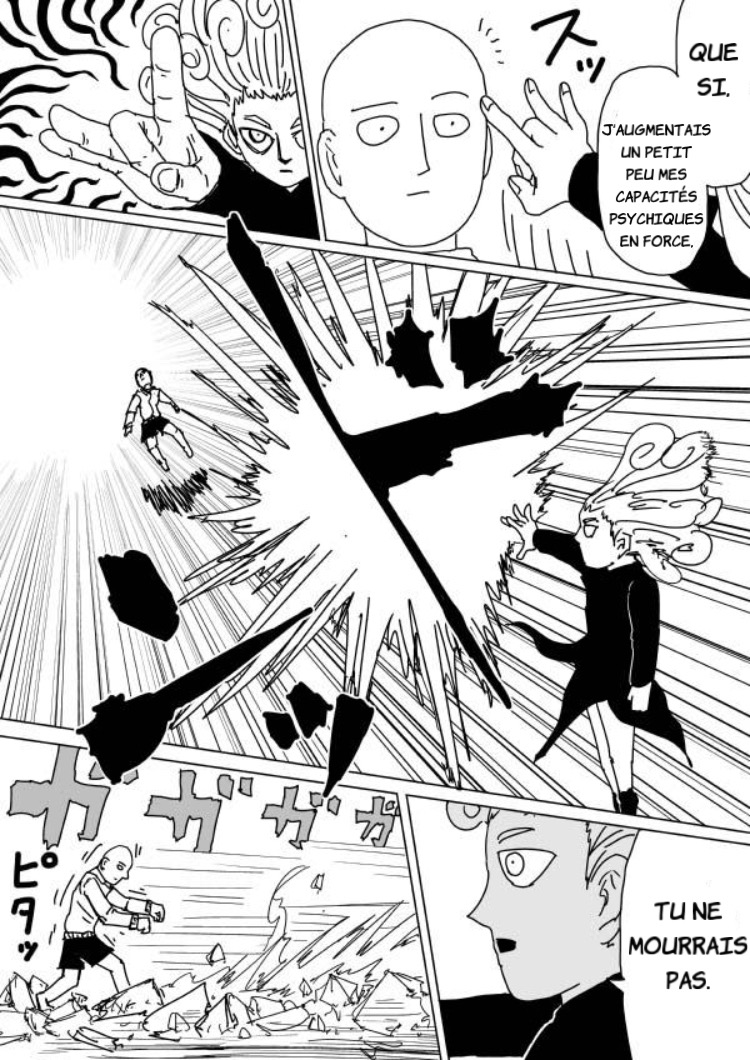 QUE
SI.
J'AUGMENTAIS
UN PETIT
PEU MES
CAPACITÉS
PSYCHIQUES
EN FORCE.
スッ
ガガガガ
ピタッ
TU NE
MOURRAIS
PAS.